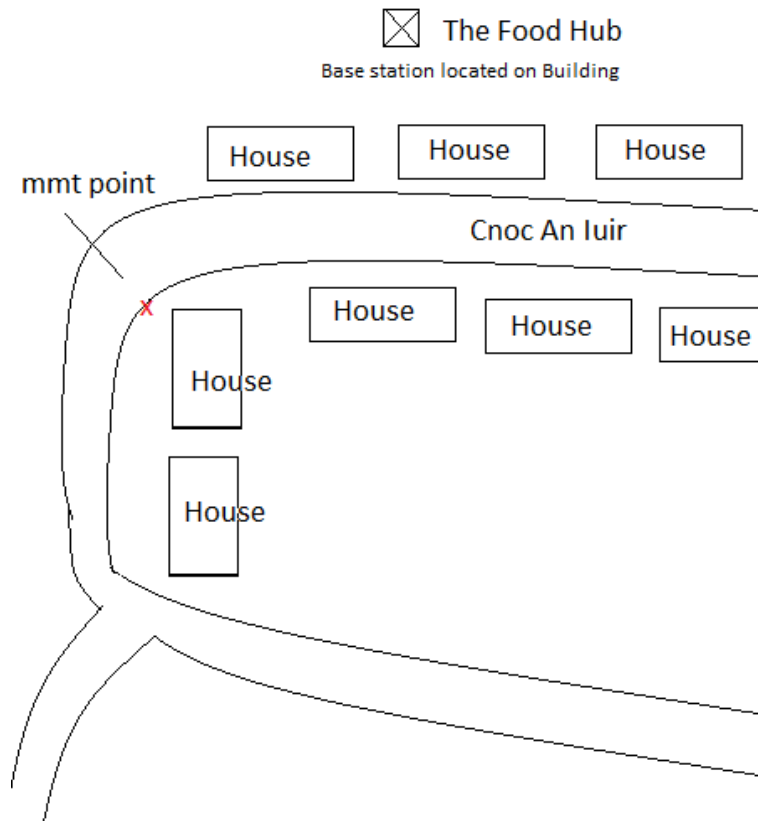 The Food Hub
Base station located on Building
House
House
House
mmt point
Cnoc An Iuir
House
House
House
House
House
X